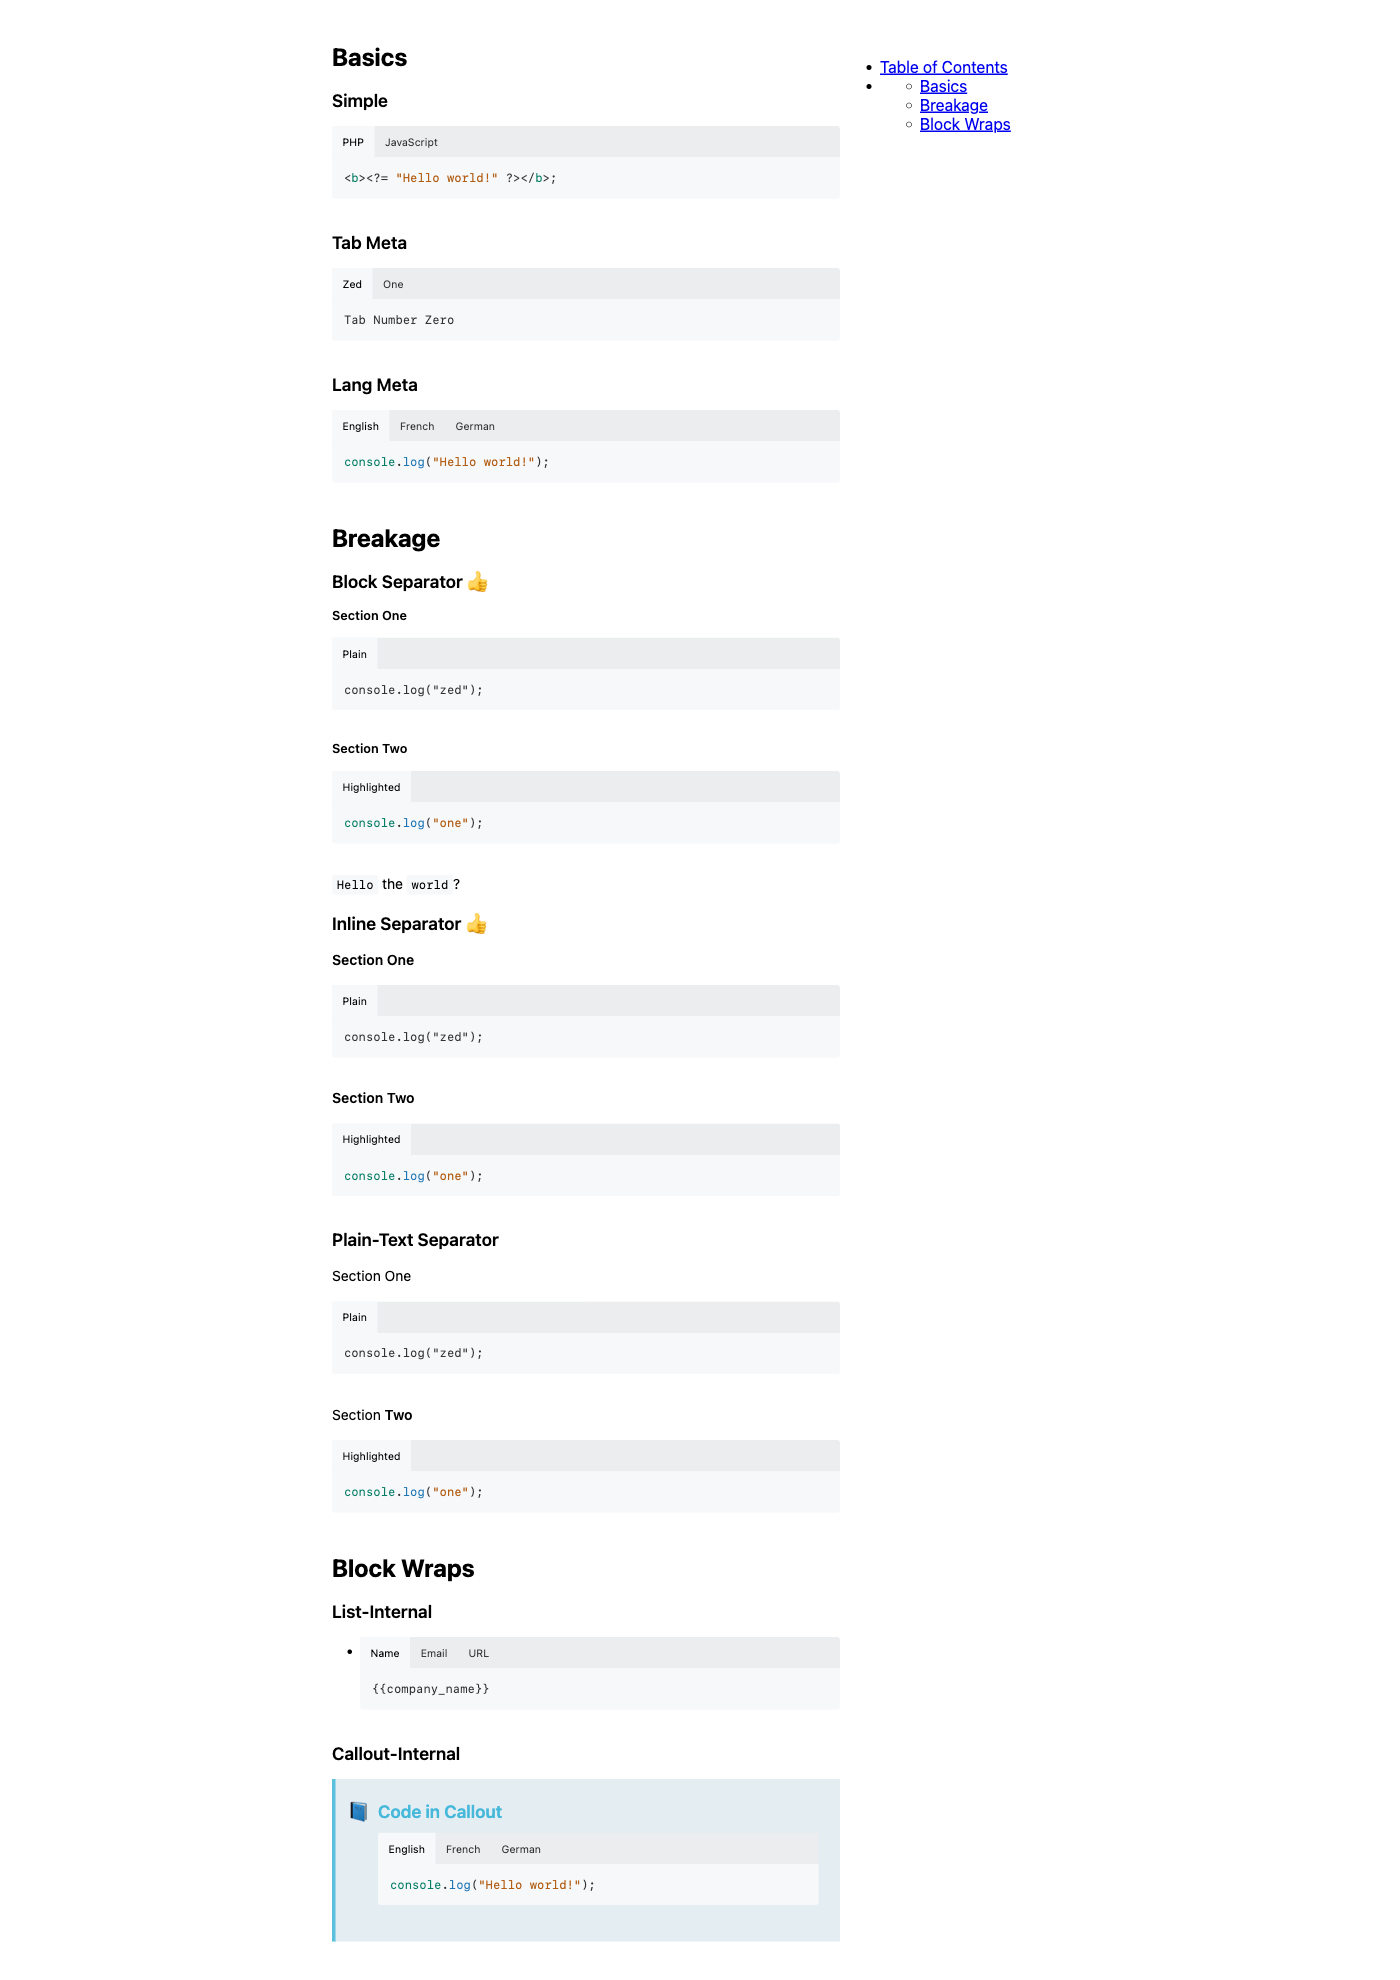 Basics
Simple
PHP JavaScript
<b><?= "Hello world!" ?></b>;
Tab Meta
Zed One
Tab Number Zero
Lang Meta
English French German
console.log("Hello world!");
Breakage
Block Separator 👍
Section One
Plain
console.log("zed");
Section Two
Highlighted
console.log("one");
Hello the world ?
Inline Separator 👍
Section One
Plain
console.log("zed");
Section Two
Highlighted
console.log("one");
Plain-Text Separator
Section One
Plain
console.log("zed");
Section Two
Highlighted
console.log("one");
Block Wraps
List-Internal
Name Email URL
{{company_name}}
Callout-Internal
📘 Code in Callout
English French German
console.log("Hello world!");
Table of Contents
Basics
Breakage
Block Wraps